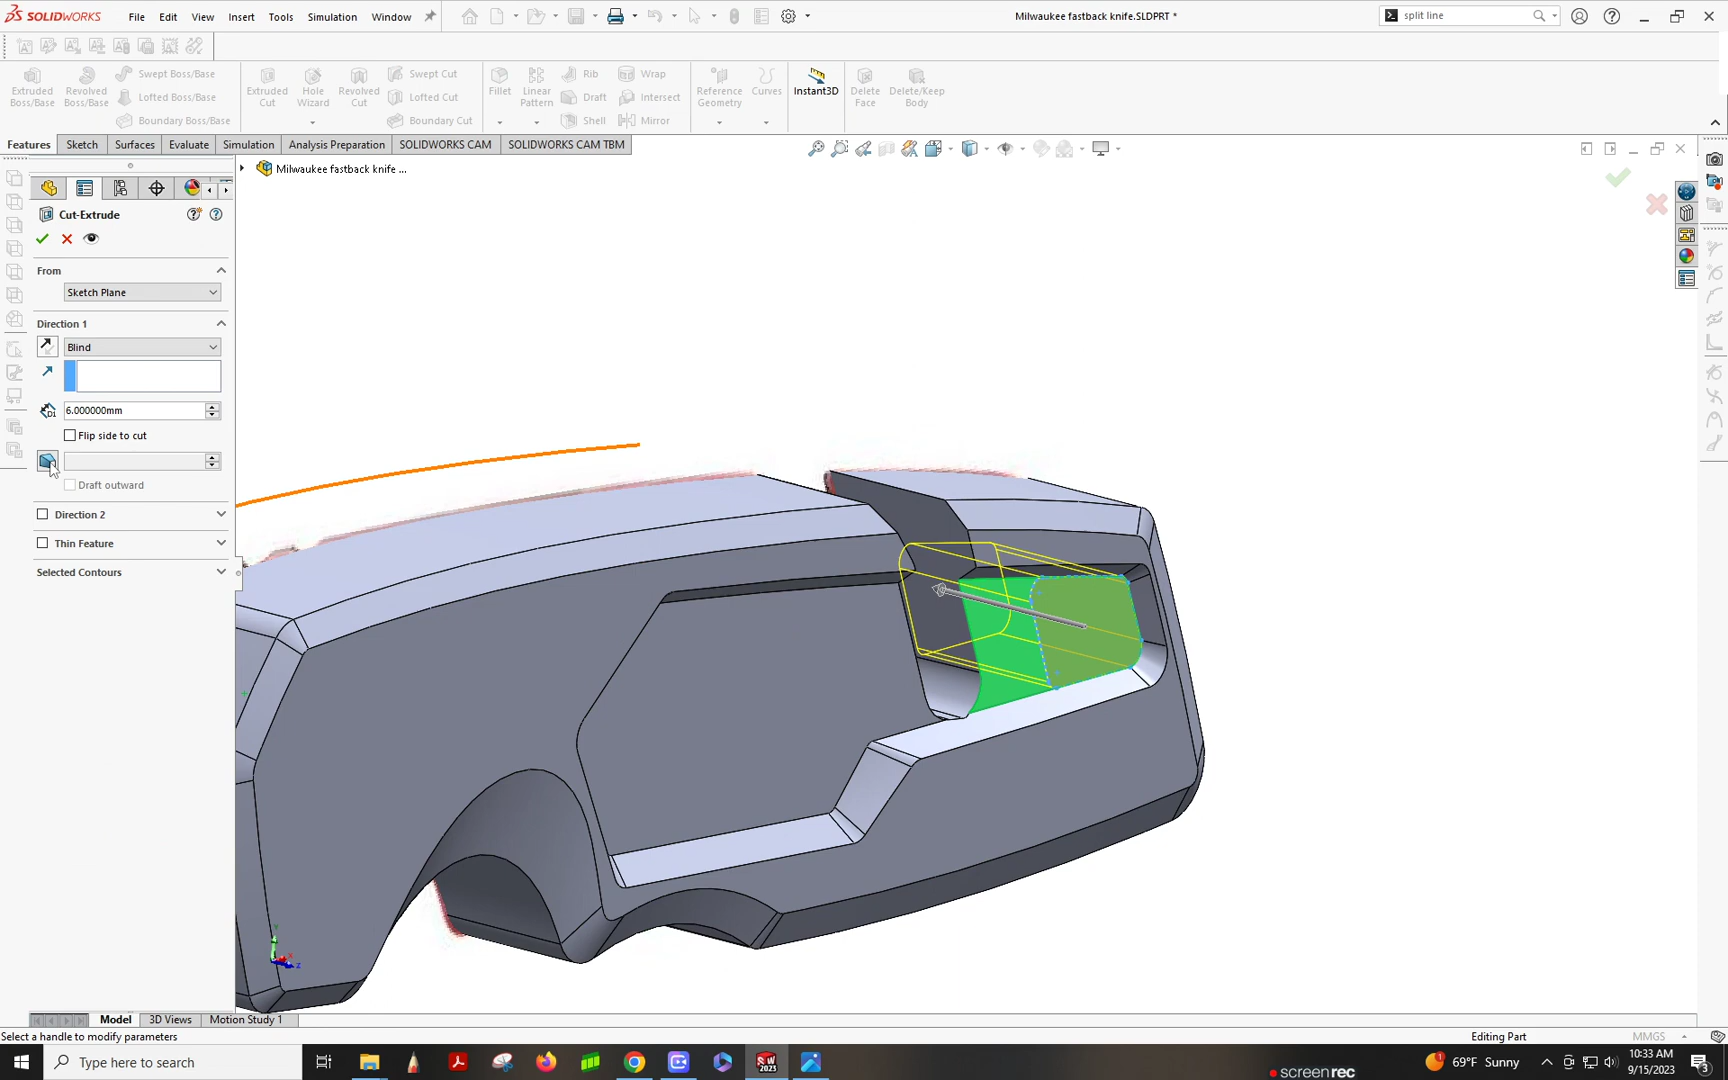 SOLIDWORKS File Edit View Insert Tools Simulation Window Milwaukee fastback knife.SLDPRT * split line
Extruded Boss/Base Revolved Boss/Base Swept Boss/Base Lofted Boss/Base Boundary Boss/Base Extruded Cut Hole Wizard Revolved Cut Swept Cut Lofted Cut Boundary Cut Fillet Linear Pattern Rib Draft Shell Wrap Intersect Mirror Reference Geometry Curves Instant3D Delete Face Delete/Keep Body
Features Sketch Surfaces Evaluate Simulation Analysis Preparation SOLIDWORKS CAM SOLIDWORKS CAM TBM
Milwaukee fastback knife ...
Cut-Extrude
From
Sketch Plane
Direction 1
Blind
6.000000mm
Flip side to cut
Draft outward
Direction 2
Thin Feature
Selected Contours
Model 3D Views Motion Study 1
Select a handle to modify parameters Editing Part MMGS
Type here to search 69°F Sunny 10:33 AM
9/15/2023
screenrec